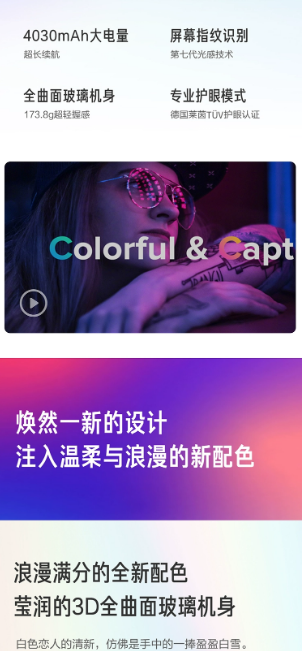 4030mAh大电量
屏幕指纹识别
超长续航
第七代光感技术
全曲面玻璃机身
专业护眼模式
173.8g超轻握感
德国莱茵TÜV护眼认证
Colorful & Capt
焕然一新的设计
注入温柔与浪漫的新配色
浪漫满分的全新配色
莹润的3D全曲面玻璃机身
白色恋人的清新，仿佛是手中的一捧盈盈白雪。